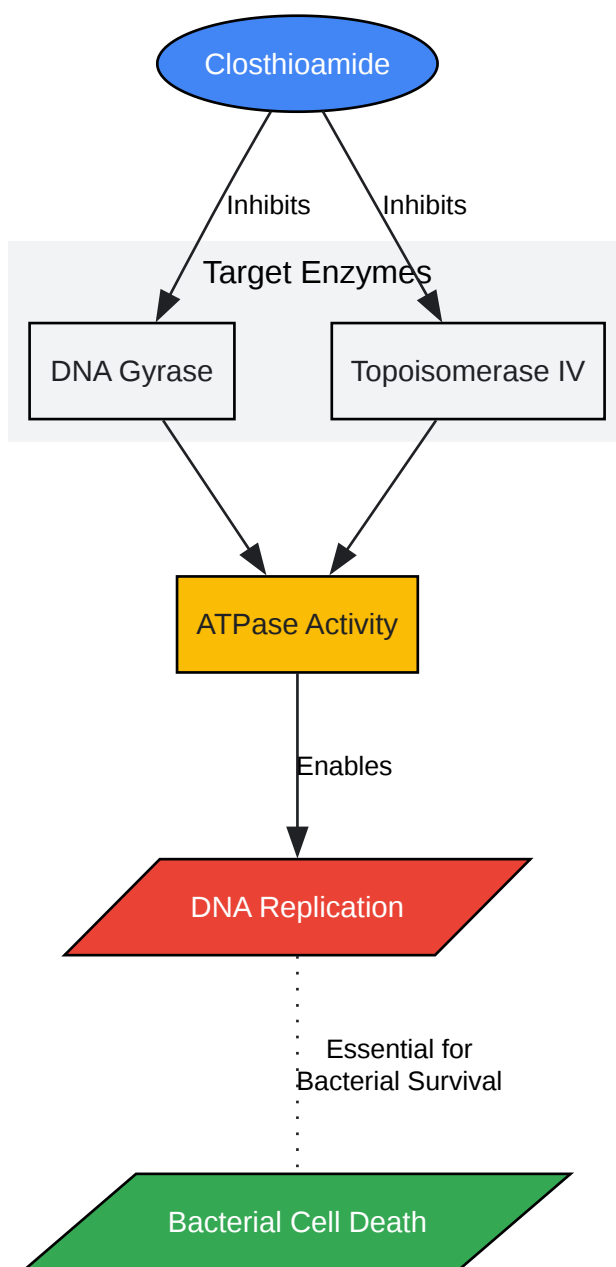 Closthioamide
Inhibits
Inhibits
Target Enzymes
DNA Gyrase
Topoisomerase IV
ATPase Activity
Enables
DNA Replication
Essential for
Bacterial Survival
Bacterial Cell Death